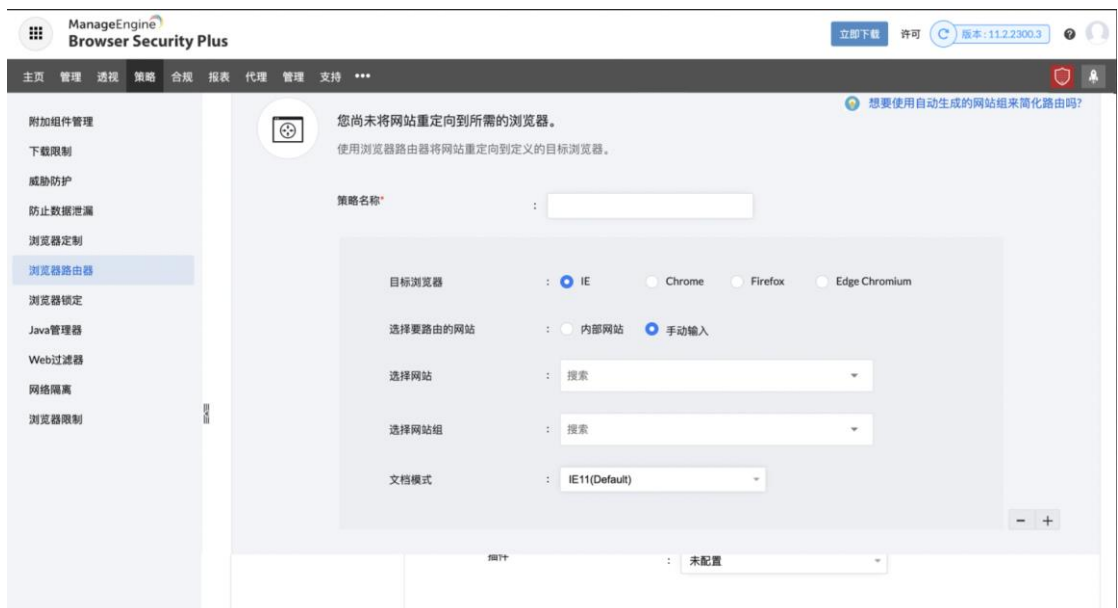 ManageEngine
Browser Security Plus
立即下载 许可 版本:11.2.2300.3
主页 管理 透视 策略 合规 报表 代理 管理 支持
附加组件管理
下载限制
威胁防护
防止数据泄漏
浏览器定制
浏览器路由器
浏览器锁定
Java管理器
Web过滤器
网络隔离
浏览器限制
想要使用自动生成的网站组来简化路由吗?
您尚未将网站重定向到所需的浏览器。
使用浏览器路由器将网站重定向到定义的目标浏览器。
策略名称* :
目标浏览器 : IE Chrome Firefox Edge Chromium
选择要路由的网站 : 内部网站 手动输入
选择网站 : 搜索
选择网站组 : 搜索
文档模式 : IE11(Default)
插件 : 未配置